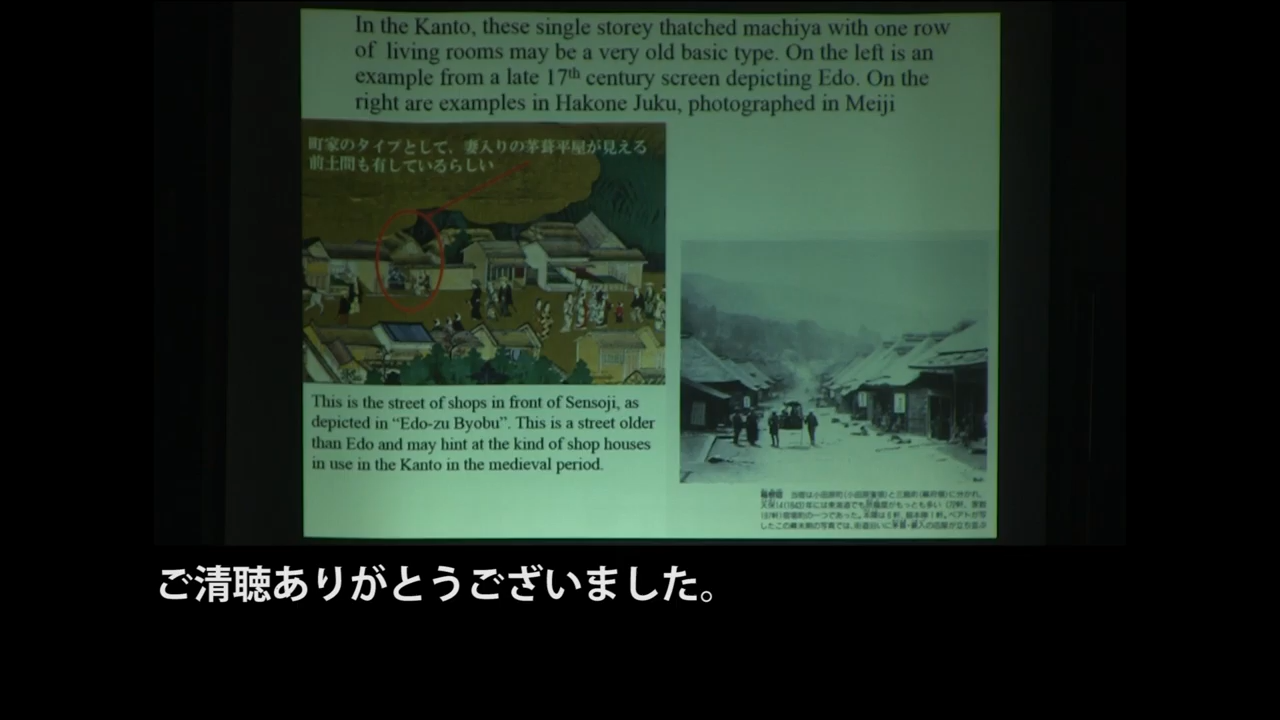 In the Kanto, these single storey thatched machiya with one row
of living rooms may be a very old basic type. On the left is an
example from a late 17th century screen depicting Edo. On the
right are examples in Hakone Juku, photographed in Meiji
町家のタイプとして、妻入りの茅葺平屋が見える
前土間も有しているらしい
This is the street of shops in front of Sensoji, as
depicted in “Edo-zu Byobu”. This is a street older
than Edo and may hint at the kind of shop houses
in use in the Kanto in the medieval period.
ご清聴ありがとうございました。